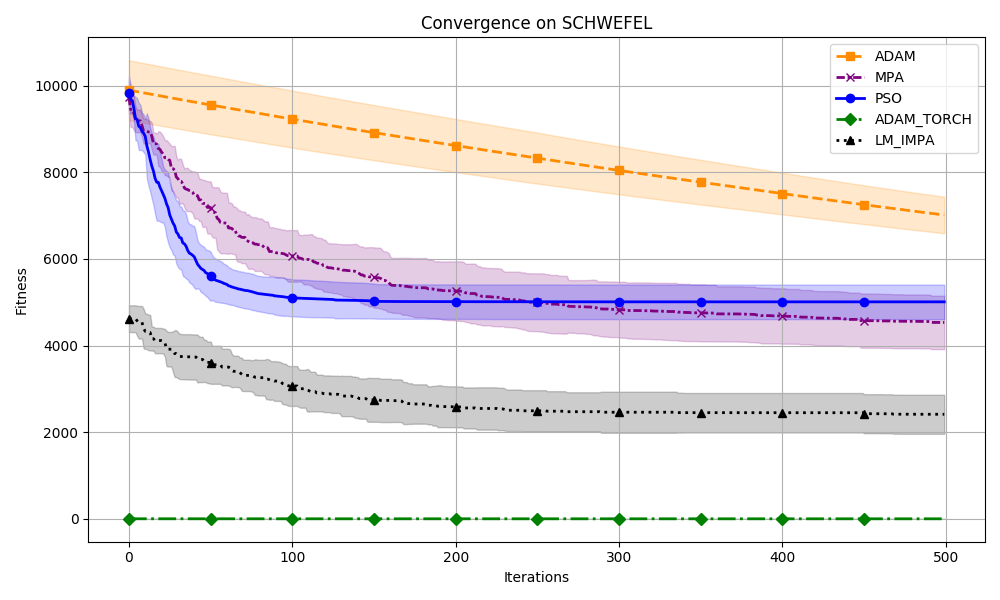 Convergence on SCHWEFEL
ADAM
MPA
PSO
ADAM_TORCH
LM_IMPA
10000
8000
6000
4000
2000
0
Fitness
0 100 200 300 400 500
Iterations